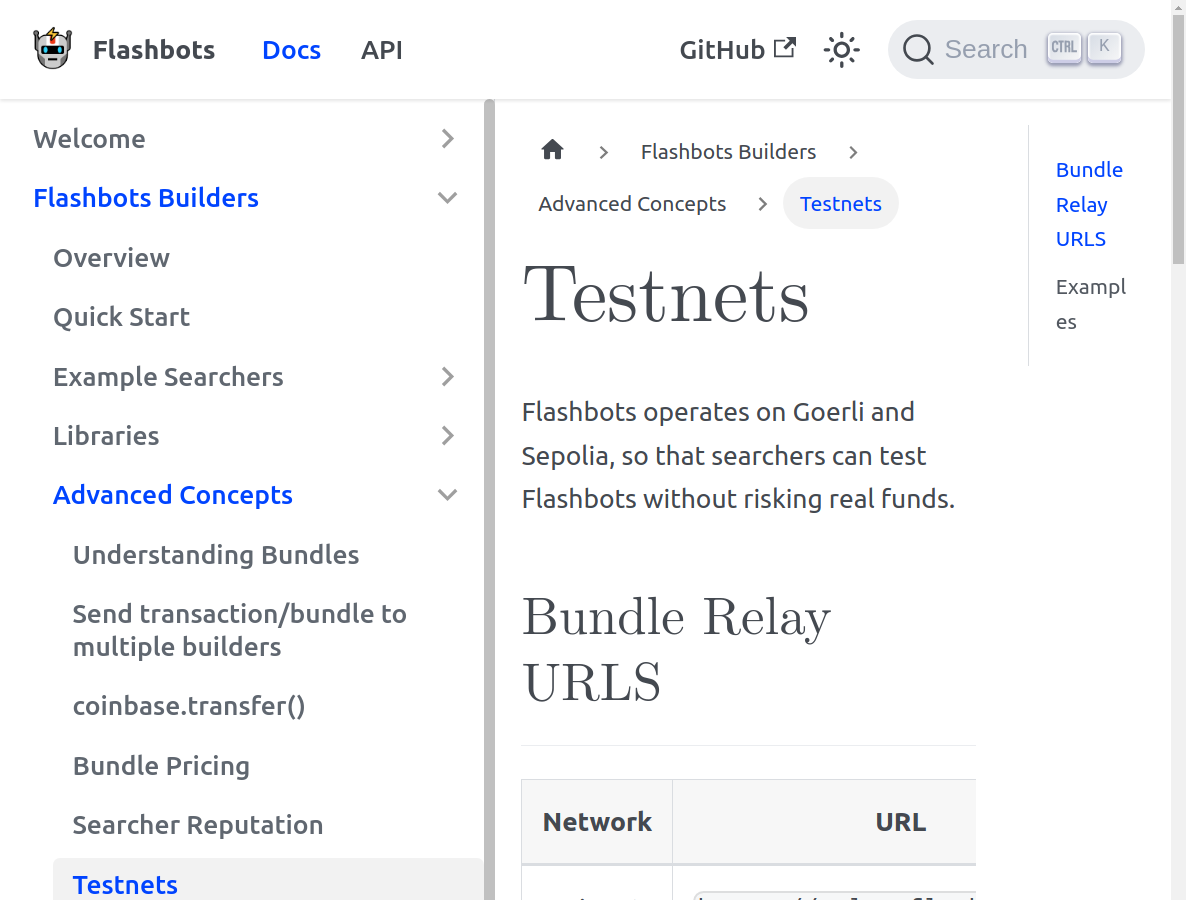 Flashbots
Docs
API
GitHub
Search
CTRL
K
Welcome
Flashbots Builders
Overview
Quick Start
Example Searchers
Libraries
Advanced Concepts
Understanding Bundles
Send transaction/bundle to
multiple builders
coinbase.transfer()
Bundle Pricing
Searcher Reputation
Testnets
Flashbots Builders
Advanced Concepts
Testnets
Testnets
Flashbots operates on Goerli and
Sepolia, so that searchers can test
Flashbots without risking real funds.
Bundle Relay
URLS
Network
URL
Bundle
Relay
URLS
Exampl
es